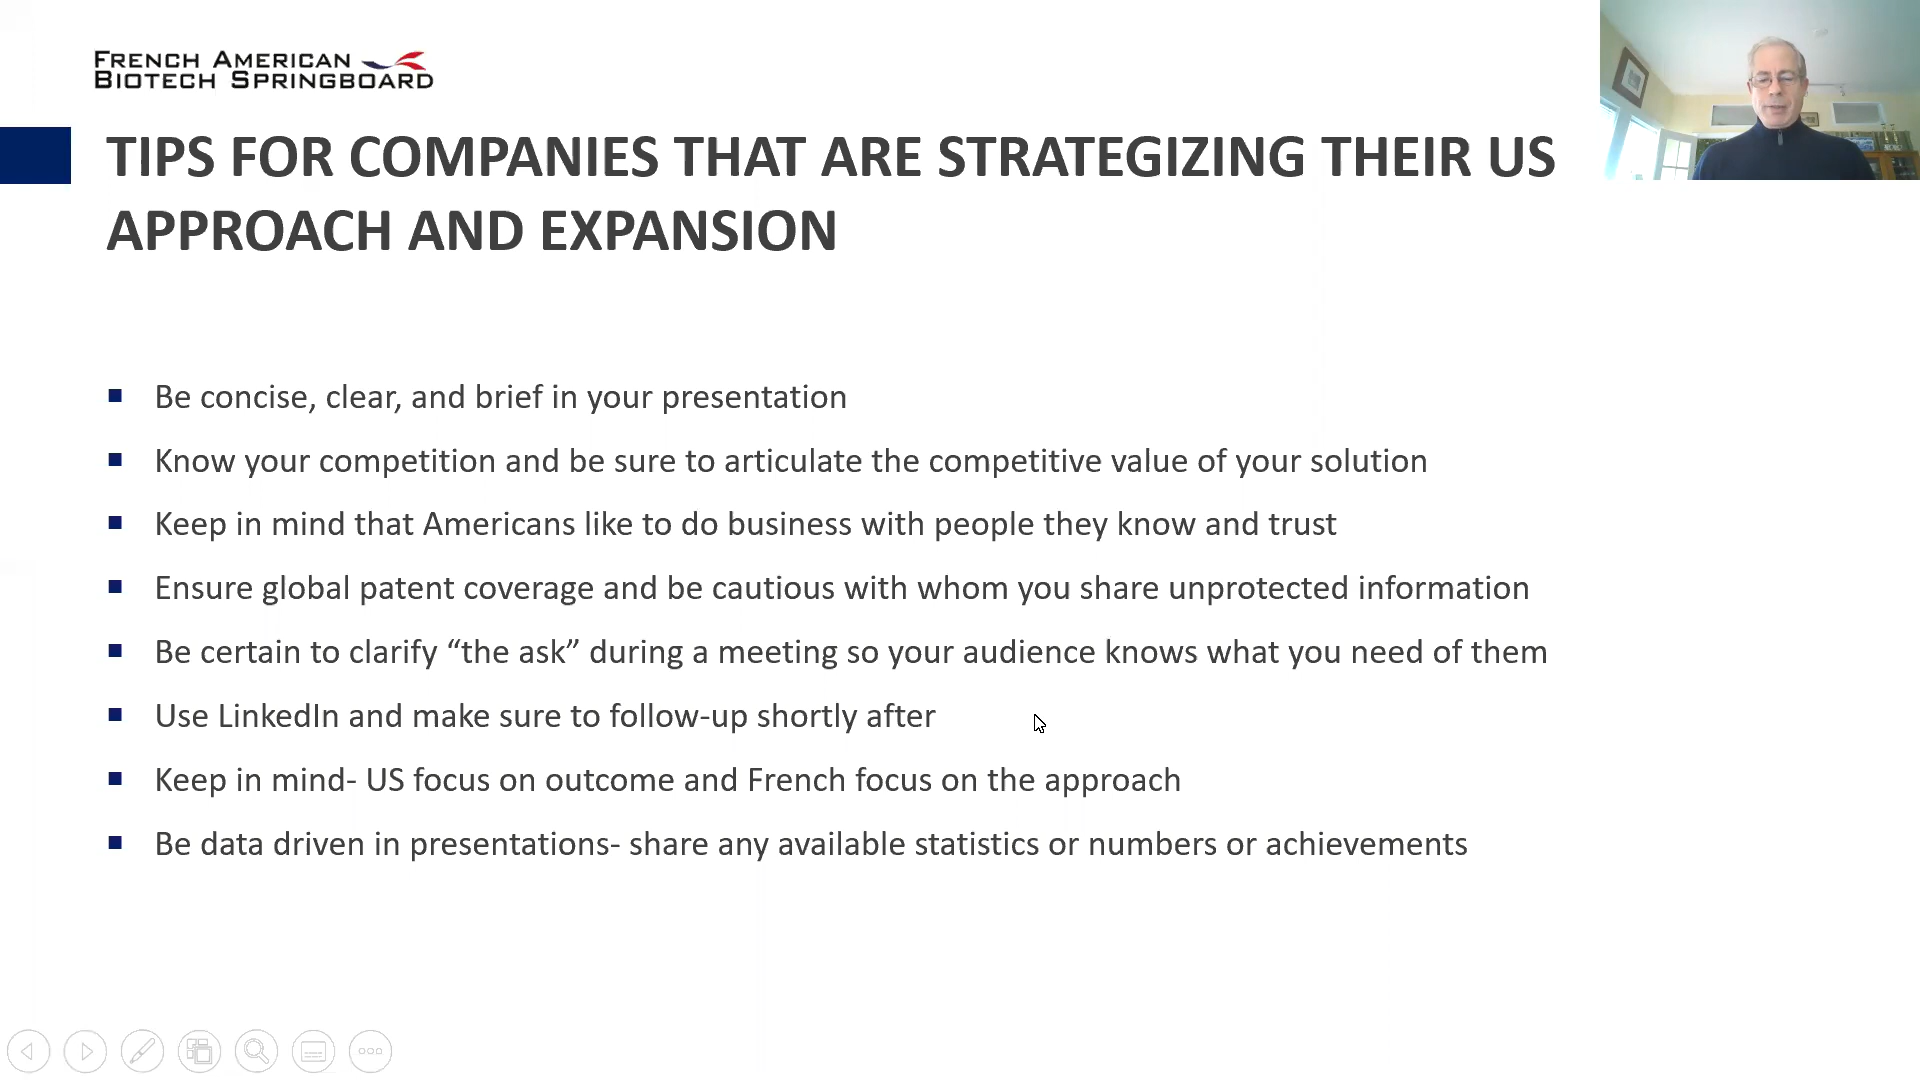 FRENCH AMERICAN
BIOTECH SPRINGBOARD
TIPS FOR COMPANIES THAT ARE STRATEGIZING THEIR US
APPROACH AND EXPANSION
Be concise, clear, and brief in your presentation
Know your competition and be sure to articulate the competitive value of your solution
Keep in mind that Americans like to do business with people they know and trust
Ensure global patent coverage and be cautious with whom you share unprotected information
Be certain to clarify “the ask” during a meeting so your audience knows what you need of them
Use LinkedIn and make sure to follow-up shortly after
Keep in mind- US focus on outcome and French focus on the approach
Be data driven in presentations- share any available statistics or numbers or achievements